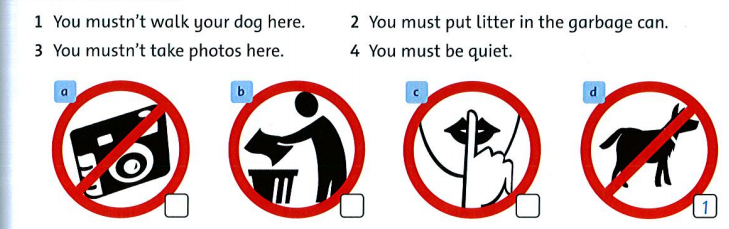 1 You mustn't walk your dog here. 2 You must put litter in the garbage can.
3 You mustn't take photos here. 4 You must be quiet.
a b c d
1